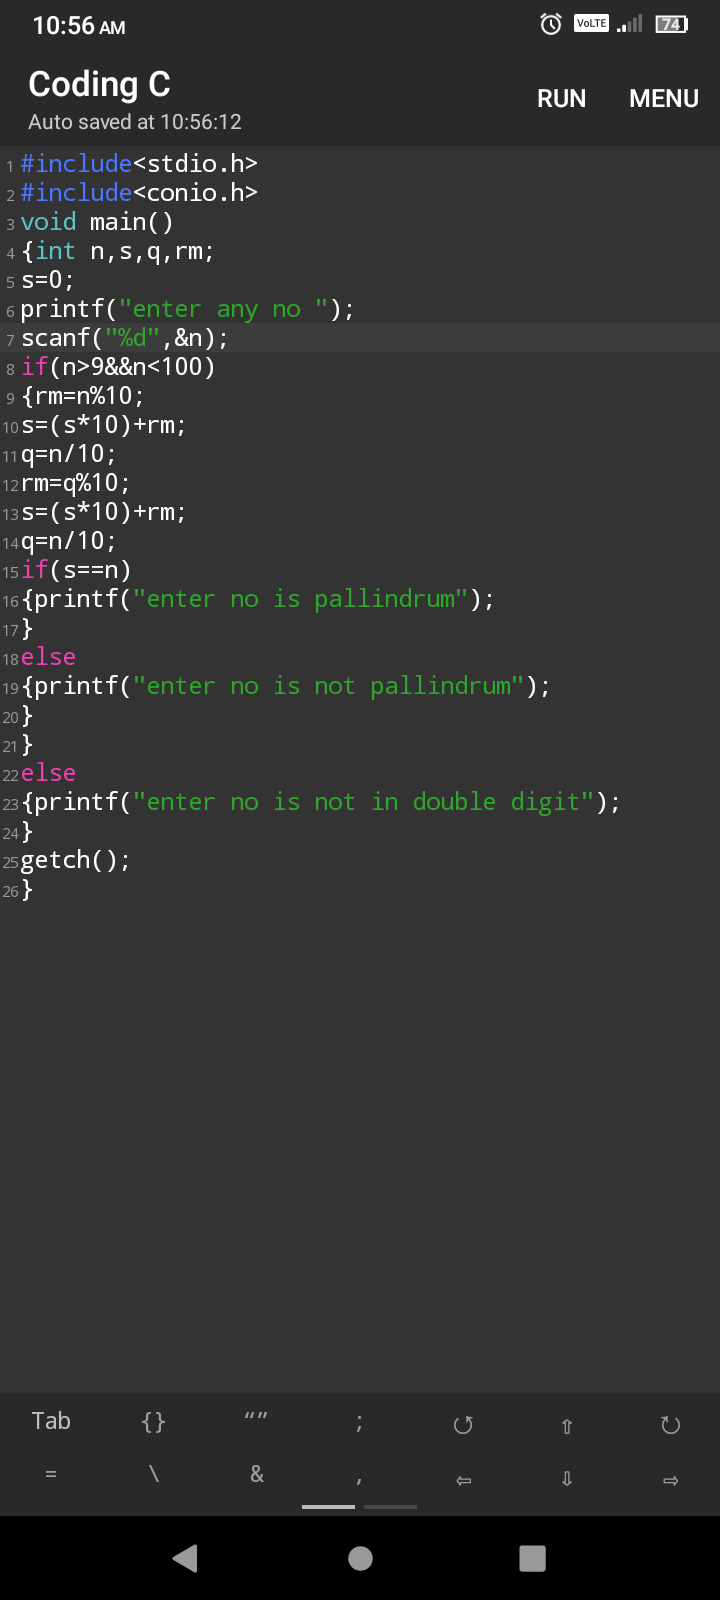 10:56 AM VoLTE 74
Coding C
Auto saved at 10:56:12
RUN MENU
1 #include<stdio.h>
2 #include<conio.h>
3 void main()
4 {int n,s,q,rm;
5 s=0;
6 printf("enter any no ");
7 scanf("%d",&n);
8 if(n>9&&n<100)
9 {rm=n%10;
10 s=(s*10)+rm;
11 q=n/10;
12 rm=q%10;
13 s=(s*10)+rm;
14 q=n/10;
15 if(s==n)
16 {printf("enter no is pallindrum");
17 }
18 else
19 {printf("enter no is not pallindrum");
20 }
21 }
22 else
23 {printf("enter no is not in double digit");
24 }
25 getch();
26 }
Tab {} “” ; ⭯ ⇧ ⭮
= \ & , ⇦ ⇩ ⇨